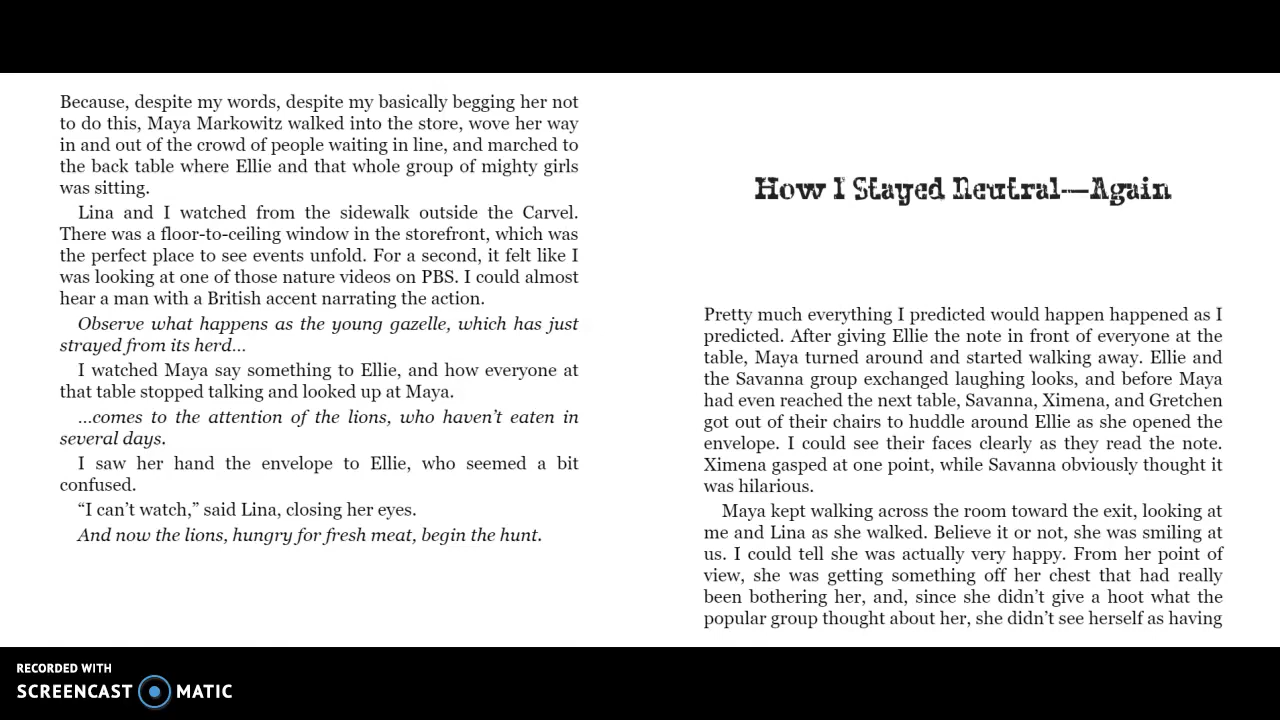 Because, despite my words, despite my basically begging her not
to do this, Maya Markowitz walked into the store, wove her way
in and out of the crowd of people waiting in line, and marched to
the back table where Ellie and that whole group of mighty girls
was sitting.
Lina and I watched from the sidewalk outside the Carvel.
There was a floor-to-ceiling window in the storefront, which was
the perfect place to see events unfold. For a second, it felt like I
was looking at one of those nature videos on PBS. I could almost
hear a man with a British accent narrating the action.
Observe what happens as the young gazelle, which has just
strayed from its herd…
I watched Maya say something to Ellie, and how everyone at
that table stopped talking and looked up at Maya.
…comes to the attention of the lions, who haven’t eaten in
several days.
I saw her hand the envelope to Ellie, who seemed a bit
confused.
“I can’t watch,” said Lina, closing her eyes.
And now the lions, hungry for fresh meat, begin the hunt.
How I Stayed Neutral—Again
Pretty much everything I predicted would happen happened as I
predicted. After giving Ellie the note in front of everyone at the
table, Maya turned around and started walking away. Ellie and
the Savanna group exchanged laughing looks, and before Maya
had even reached the next table, Savanna, Ximena, and Gretchen
got out of their chairs to huddle around Ellie as she opened the
envelope. I could see their faces clearly as they read the note.
Ximena gasped at one point, while Savanna obviously thought it
was hilarious.
Maya kept walking across the room toward the exit, looking at
me and Lina as she walked. Believe it or not, she was smiling at
us. I could tell she was actually very happy. From her point of
view, she was getting something off her chest that had really
been bothering her, and, since she didn’t give a hoot what the
popular group thought about her, she didn’t see herself as having
RECORDED WITH
SCREENCAST MATIC